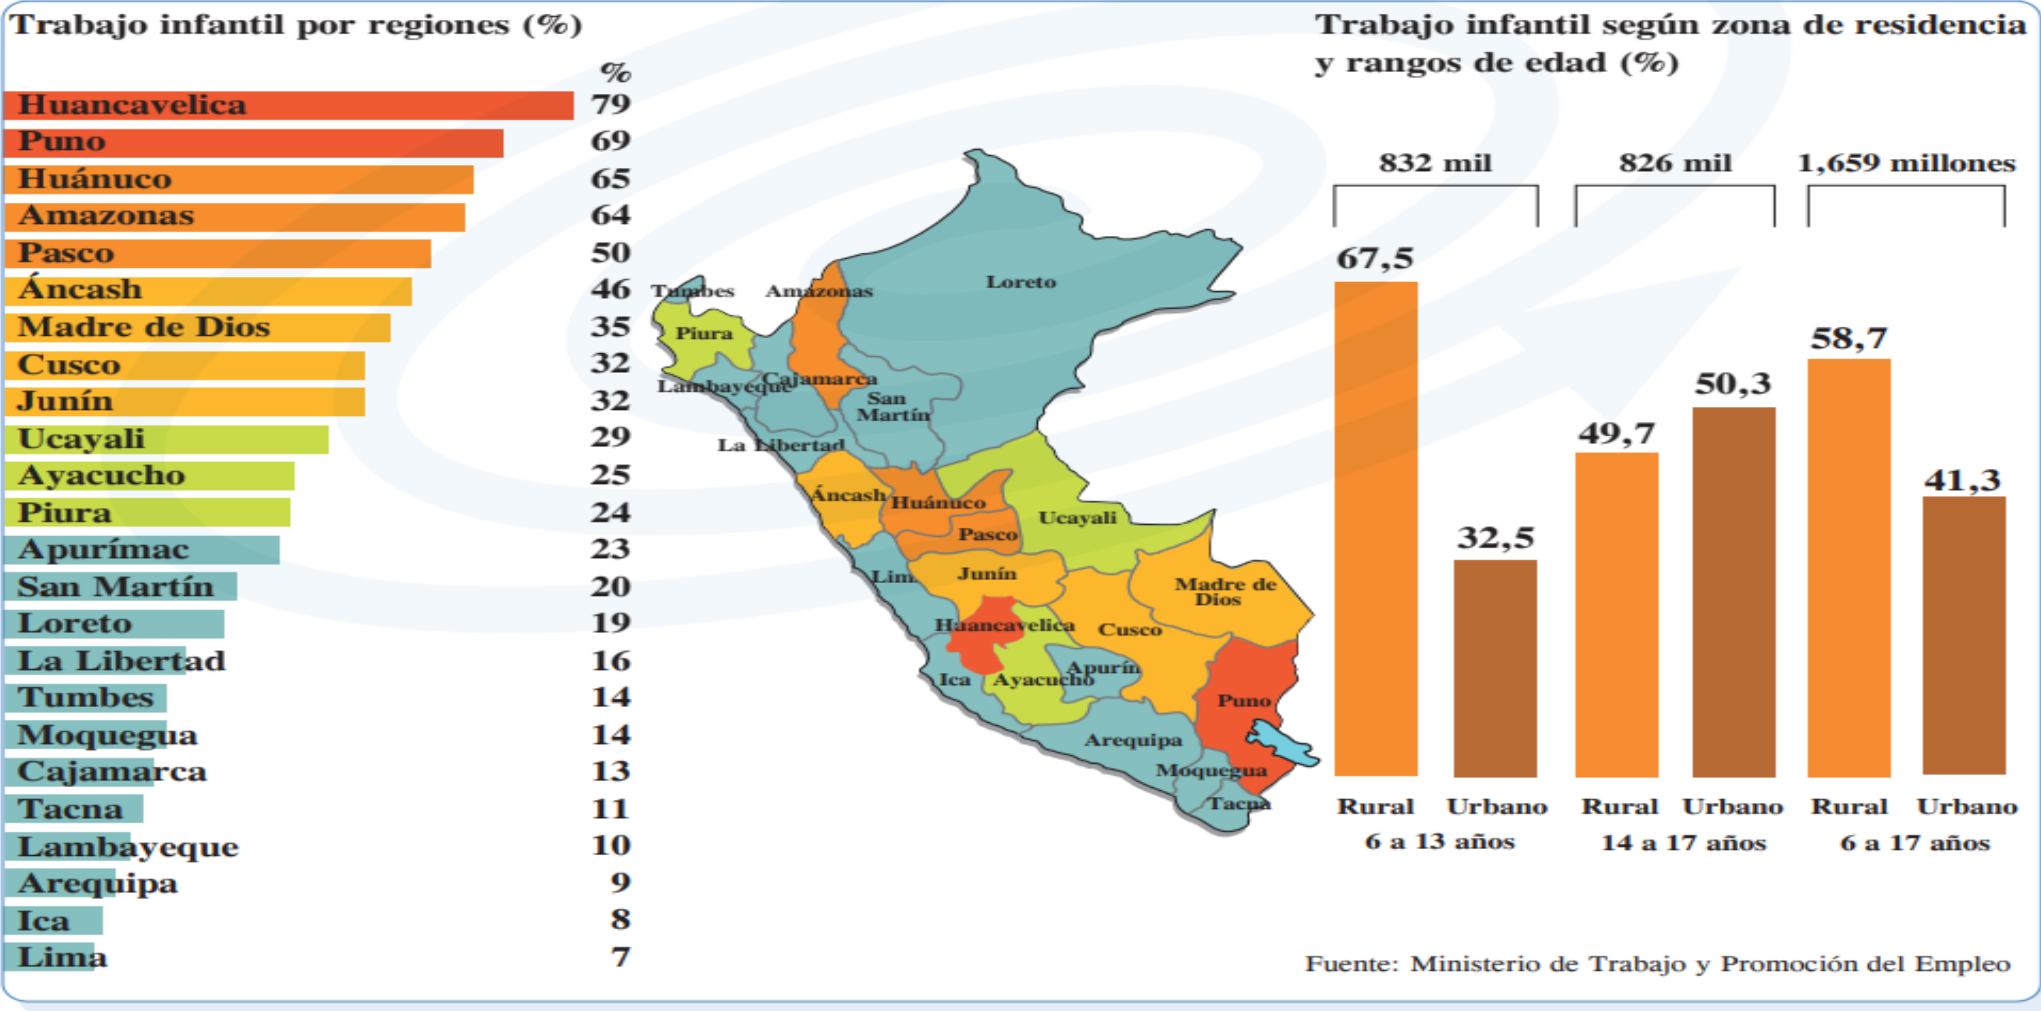 Trabajo infantil por regiones (%)
%
Huancavelica 79
Puno 69
Huánuco 65
Amazonas 64
Pasco 50
Áncash 46
Madre de Dios 35
Cusco 32
Junín 32
Ucayali 29
Ayacucho 25
Piura 24
Apurímac 23
San Martín 20
Loreto 19
La Libertad 16
Tumbes 14
Moquegua 14
Cajamarca 13
Tacna 11
Lambayeque 10
Arequipa 9
Ica 8
Lima 7
Loreto
Tumbes
Amazonas
Piura
Lambayeque
Cajamarca
San
Martín
La Libertad
Áncash
Huánuco
Ucayali
Pasco
Lim
Junín
Madre de
Dios
Huancavelica
Cusco
Apurín
Ica
Ayacucho
Puno
Arequipa
Moquegua
Tacna
Trabajo infantil según zona de residencia
y rangos de edad (%)
832 mil
826 mil
1,659 millones
67,5
32,5
49,7
50,3
58,7
41,3
Rural Urbano Rural Urbano Rural Urbano
6 a 13 años 14 a 17 años 6 a 17 años
Fuente: Ministerio de Trabajo y Promoción del Empleo